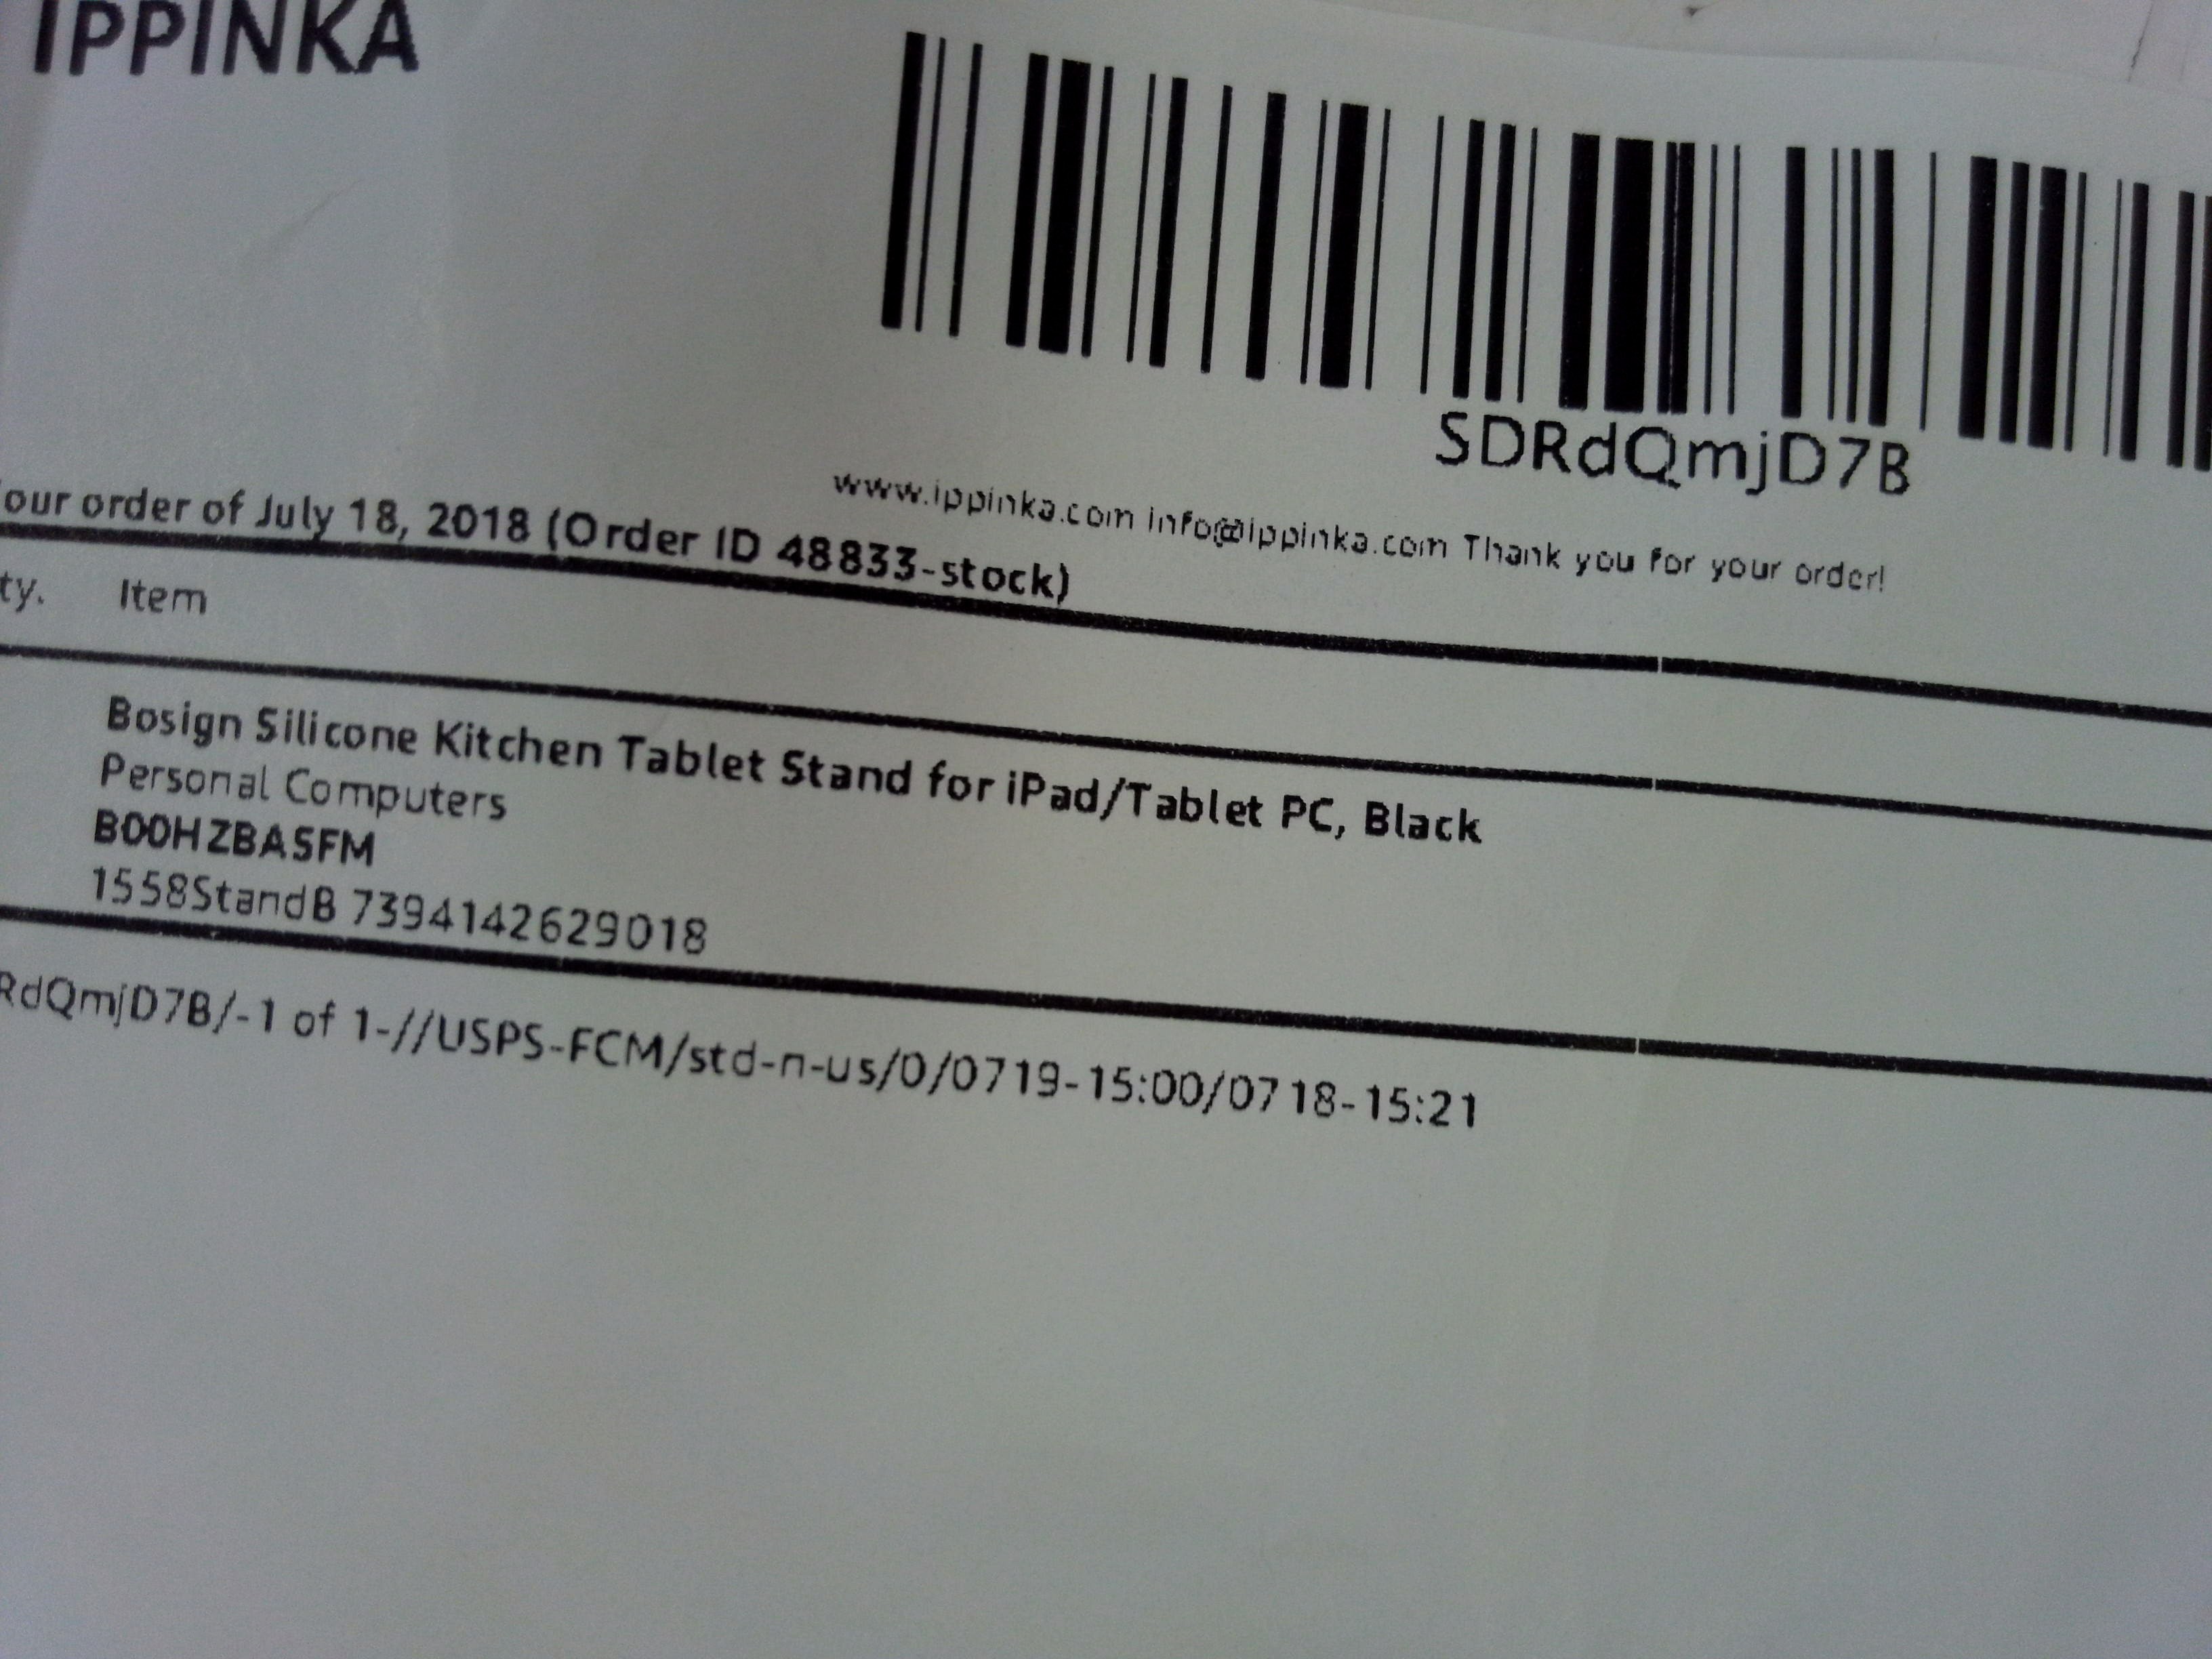 IPPINKA
SDRdQmjD7B
www.ippinka.com info@ippinka.com Thank you for your order!
our order of July 18, 2018 (Order ID 48833-stock)
ty. Item
Bosign Silicone Kitchen Tablet Stand for iPad/Tablet PC, Black
Personal Computers
B00HZBASFM
1558StandB 7394142629018
RdQmjD7B/-1 of 1-//USPS-FCM/std-n-us/0/0719-15:00/0718-15:21